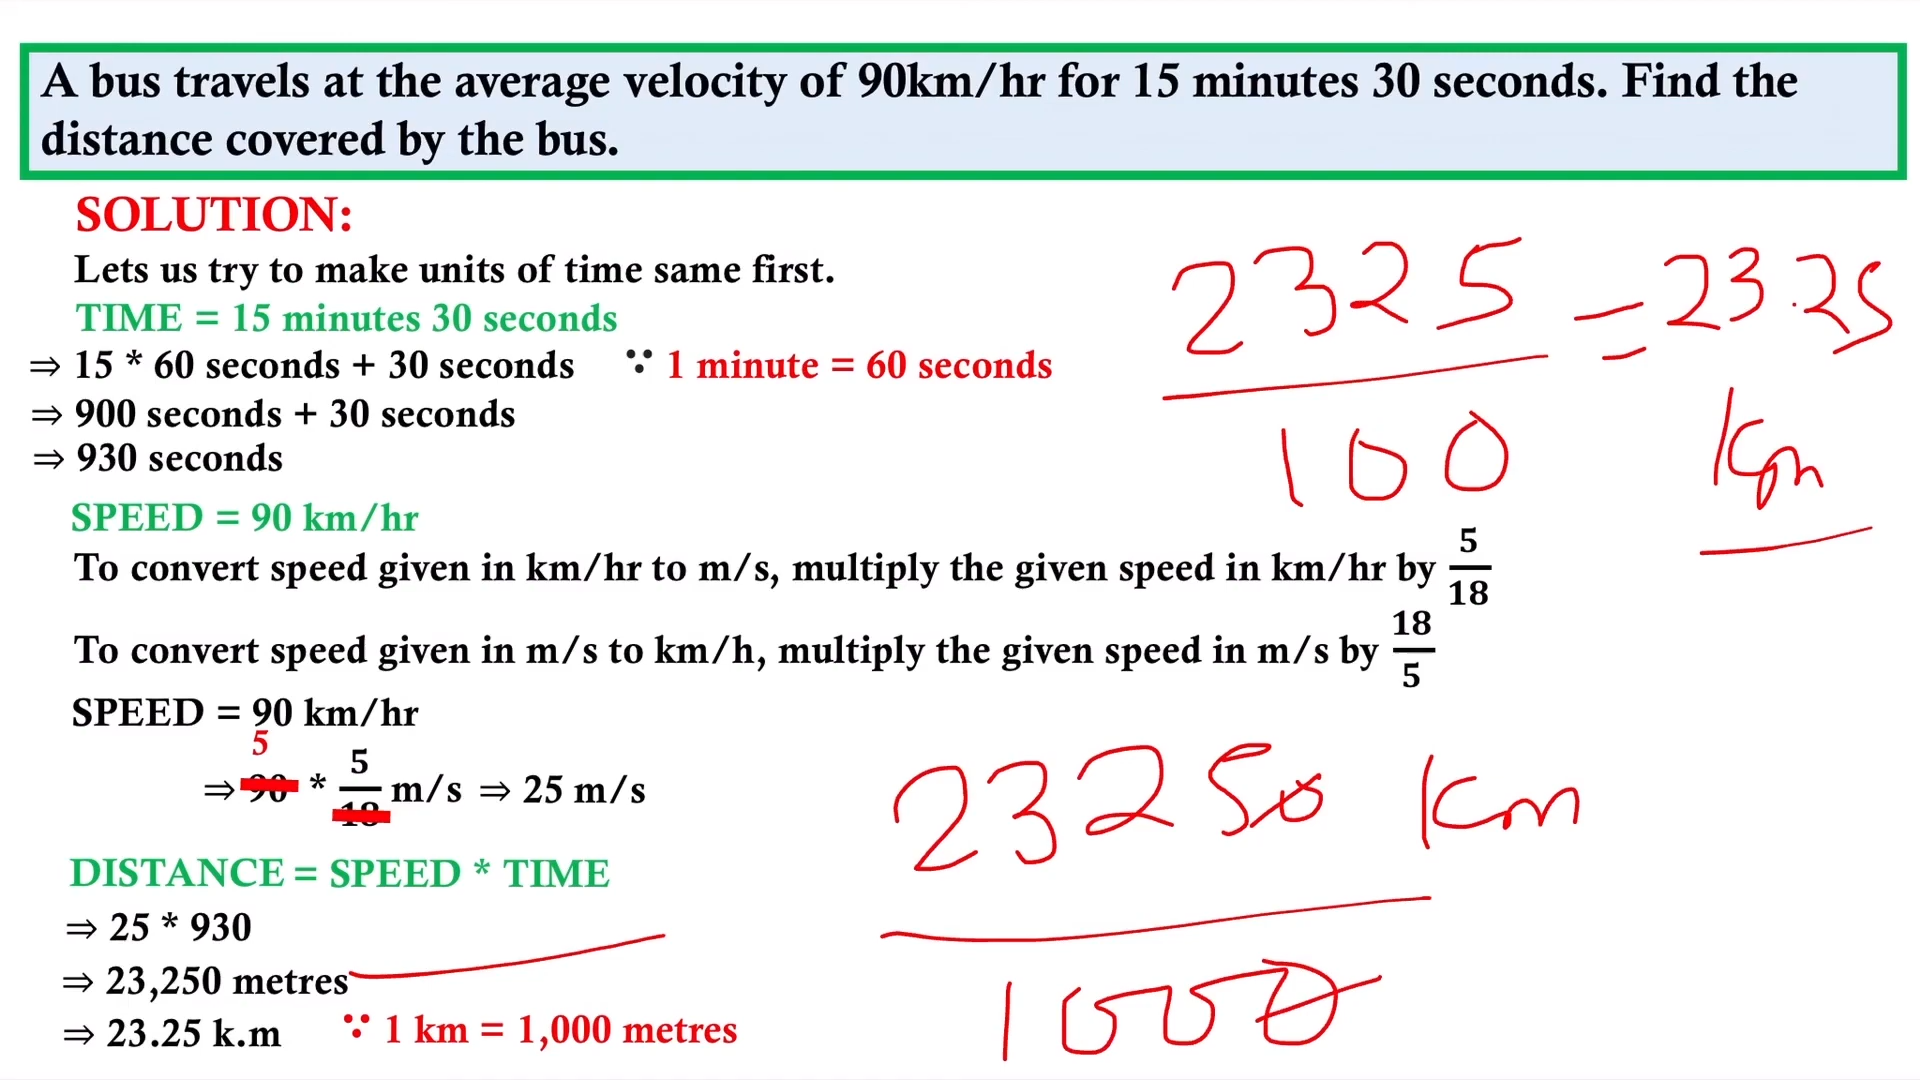 A bus travels at the average velocity of 90km/hr for 15 minutes 30 seconds. Find the
distance covered by the bus.
SOLUTION:
Lets us try to make units of time same first.
TIME = 15 minutes 30 seconds
⇒ 15 * 60 seconds + 30 seconds ∵ 1 minute = 60 seconds
⇒ 900 seconds + 30 seconds
⇒ 930 seconds
2325 = 23.25
100
Km
SPEED = 90 km/hr
To convert speed given in km/hr to m/s, multiply the given speed in km/hr by 5/18
To convert speed given in m/s to km/h, multiply the given speed in m/s by 18/5
SPEED = 90 km/hr
5
⇒ 90 * 5/18 m/s ⇒ 25 m/s
DISTANCE = SPEED * TIME
⇒ 25 * 930
⇒ 23,250 metres
⇒ 23.25 k.m ∵ 1 km = 1,000 metres
23250 Km
1000